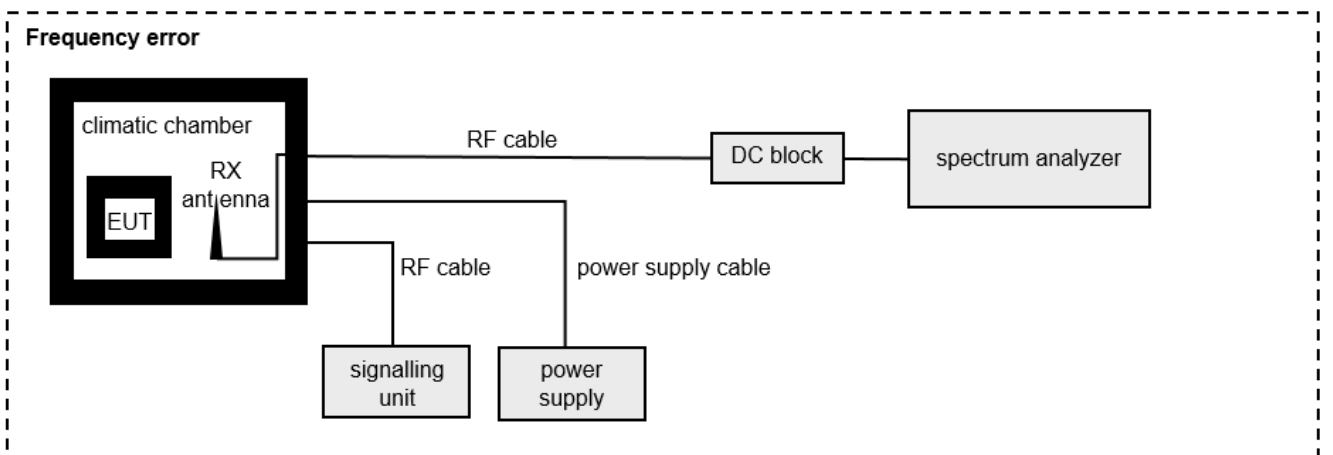 Frequency error
climatic chamber
RX
antenna
EUT
RF cable
DC block
spectrum analyzer
RF cable
power supply cable
signalling
unit
power
supply